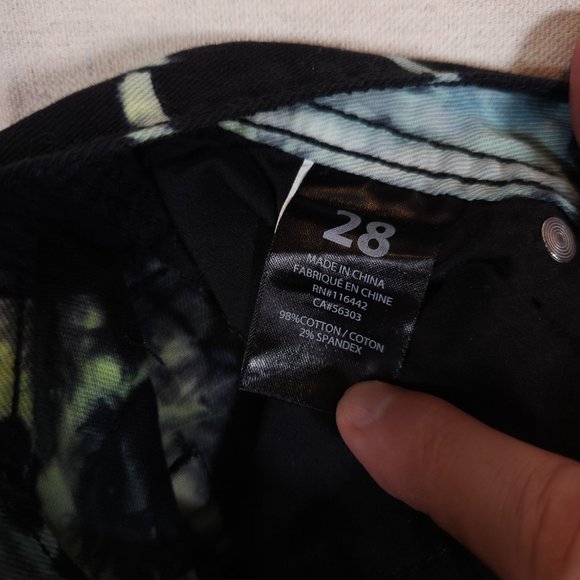 28
MADE IN CHINA
FABRIQUÉ EN CHINE
RN#116442
CA#56303
98%COTTON / COTON
2% SPANDEX